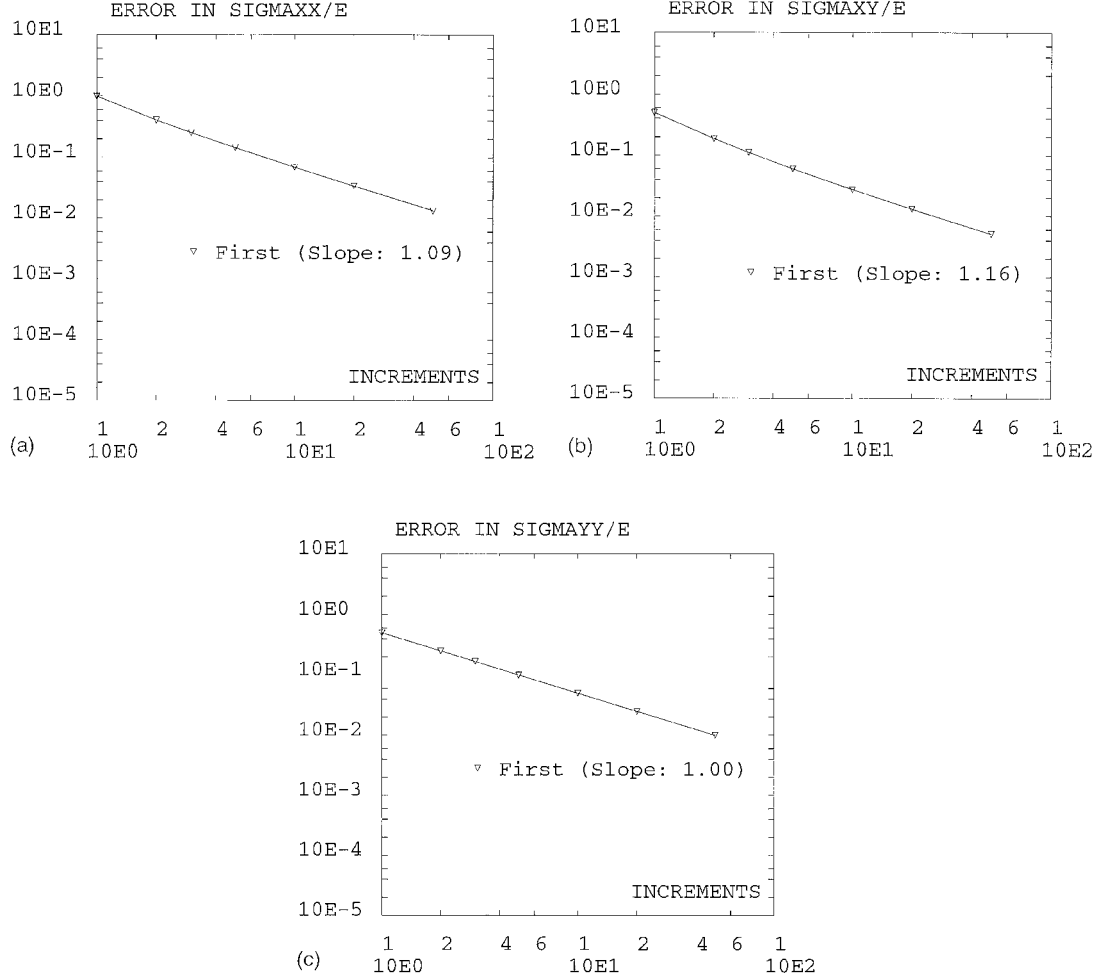 ERROR IN SIGMAXX/E
10E1
10E0
10E-1
10E-2
10E-3
10E-4
10E-5
First (Slope: 1.09)
INCREMENTS
1 2 4 6 1 2 4 6 1
10E0 10E1 10E2
(a)
ERROR IN SIGMAXY/E
10E1
10E0
10E-1
10E-2
10E-3
10E-4
10E-5
First (Slope: 1.16)
INCREMENTS
1 2 4 6 1 2 4 6 1
10E0 10E1 10E2
(b)
ERROR IN SIGMAYY/E
10E1
10E0
10E-1
10E-2
10E-3
10E-4
10E-5
First (Slope: 1.00)
INCREMENTS
1 2 4 6 1 2 4 6 1
10E0 10E1 10E2
(c)